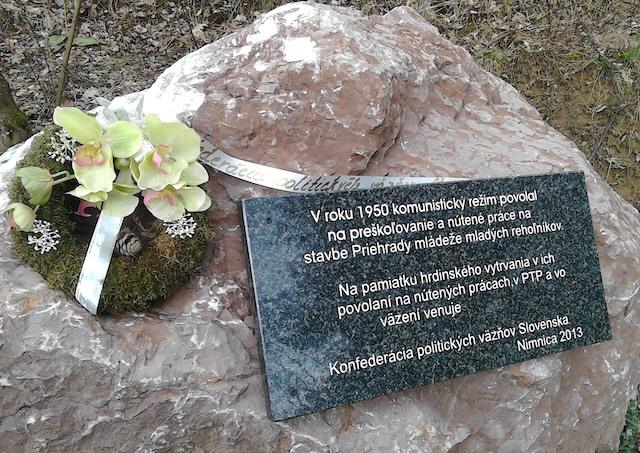 politických
V roku 1950 komunistický režim povolal
na preškoľovanie a nútené práce na
stavbe Priehrady mládeže mladých rehoľníkov.
Na pamiatku hrdinského vytrvania v ich
povolaní na nútených prácach v PTP a vo
väzení venuje
Konfederácia politických väzňov Slovenska
Nimnica 2013